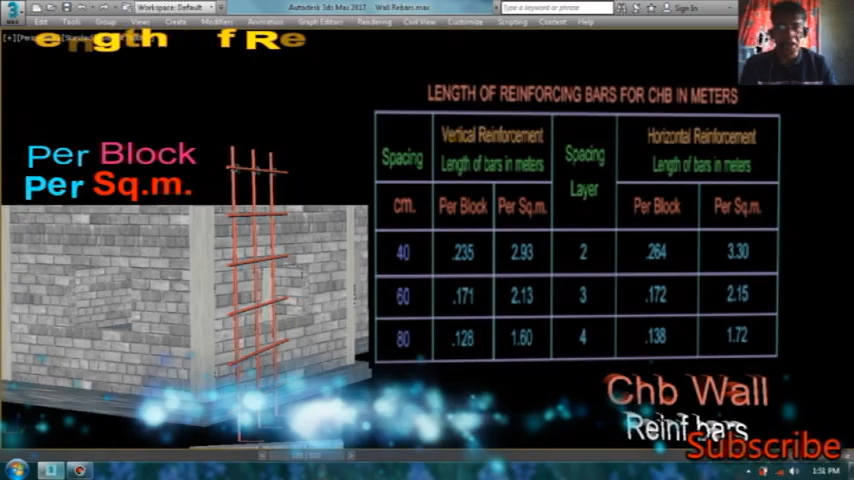 Workspace: Default
Autodesk 3ds Max 2017 Wall Rebars.max
Type a keyword or phrase
Sign In
Edit Tools Group Views Create Modifiers Animation Graph Editors Rendering Civil View Customize Scripting Content Help
ength f Re
LENGTH OF REINFORCING BARS FOR CHB IN METERS
Spacing Vertical Reinforcement Length of bars in meters Spacing Layer Horizontal Reinforcement Length of bars in meters
cm. Per Block Per Sq.m. Per Block Per Sq.m.
40 .235 2.93 2 .264 3.30
60 .171 2.13 3 .172 2.15
80 .128 1.60 4 .138 1.72
Per Block
Per Sq.m.
Chb Wall
Reinf bars
Subscribe
1:51 PM